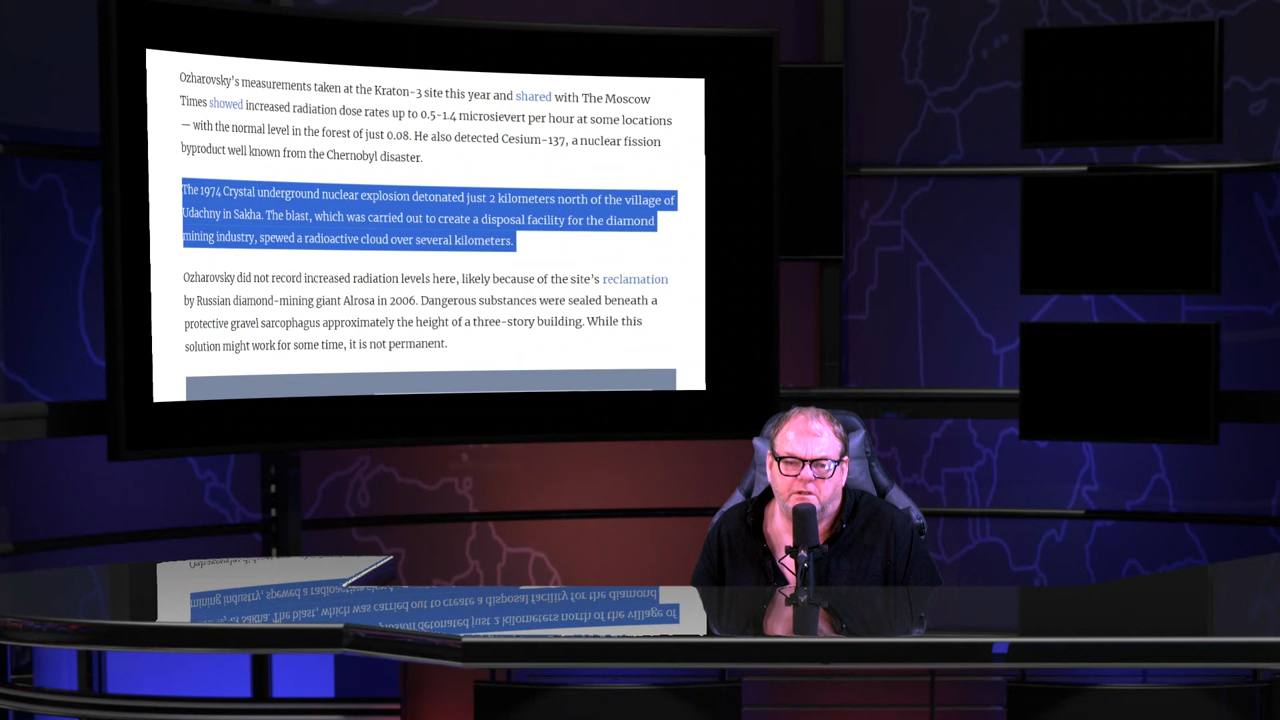 Ozharovsky's measurements taken at the Kraton-3 site this year and shared with The Moscow
Times showed increased radiation dose rates up to 0.5-1.4 microsievert per hour at some locations
— with the normal level in the forest of just 0.08. He also detected Cesium-137, a nuclear fission
byproduct well known from the Chernobyl disaster.
The 1974 Crystal underground nuclear explosion detonated just 2 kilometers north of the village of
Udachny in Sakha. The blast, which was carried out to create a disposal facility for the diamond
mining industry, spewed a radioactive cloud over several kilometers.
Ozharovsky did not record increased radiation levels here, likely because of the site's reclamation
by Russian diamond-mining giant Alrosa in 2006. Dangerous substances were sealed beneath a
protective gravel sarcophagus approximately the height of a three-story building. While this
solution might work for some time, it is not permanent.